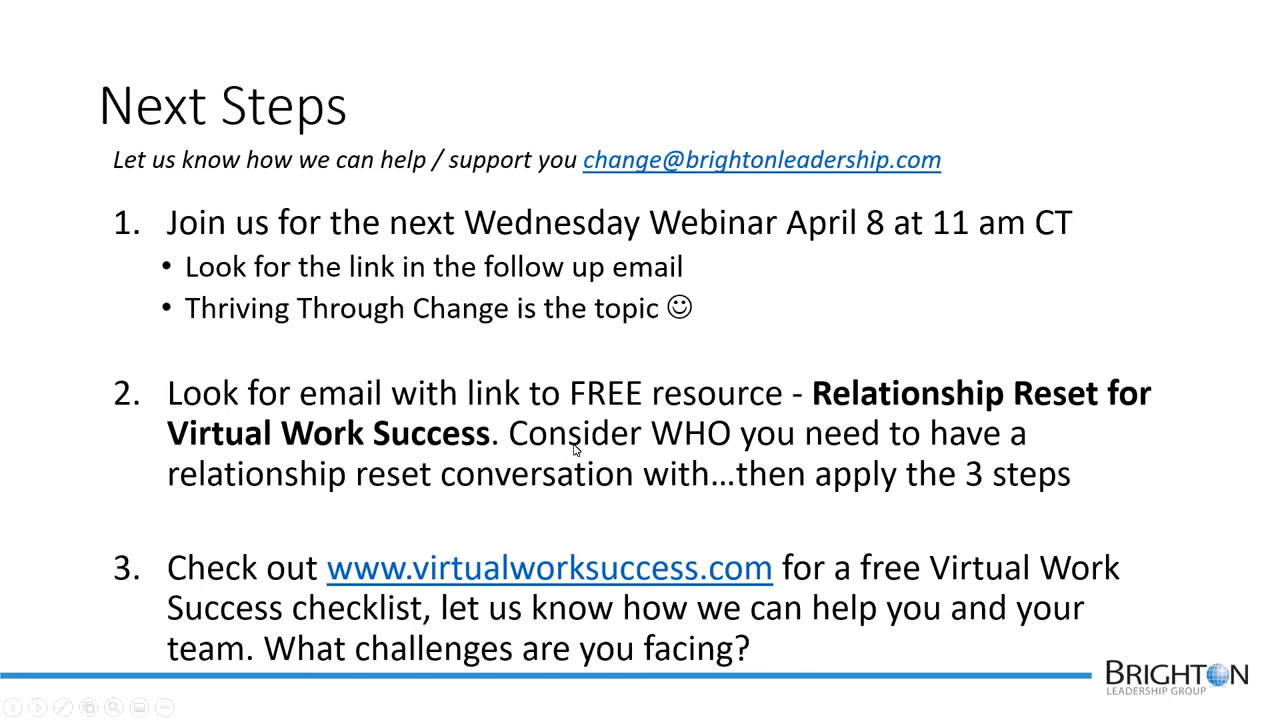 Next Steps
Let us know how we can help / support you change@brightonleadership.com
1. Join us for the next Wednesday Webinar April 8 at 11 am CT
• Look for the link in the follow up email
• Thriving Through Change is the topic ☺
2. Look for email with link to FREE resource - Relationship Reset for
Virtual Work Success. Consider WHO you need to have a
relationship reset conversation with…then apply the 3 steps
3. Check out www.virtualworksuccess.com for a free Virtual Work
Success checklist, let us know how we can help you and your
team. What challenges are you facing?
BRIGHTON
LEADERSHIP GROUP